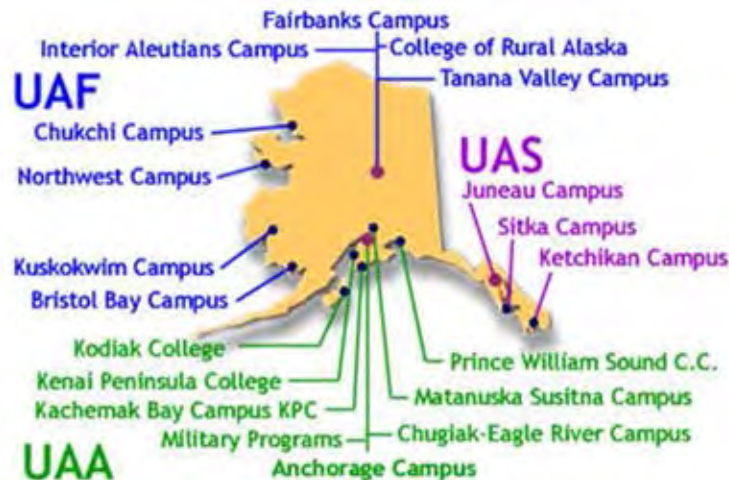 Fairbanks Campus
Interior Aleutians Campus
College of Rural Alaska
Tanana Valley Campus
UAF
Chukchi Campus
Northwest Campus
Kuskokwim Campus
Bristol Bay Campus
UAS
Juneau Campus
Sitka Campus
Ketchikan Campus
Kodiak College
Kenai Peninsula College
Kachemak Bay Campus KPC
Military Programs
Anchorage Campus
Prince William Sound C.C.
Matanuska Susitna Campus
Chugiak-Eagle River Campus
UAA